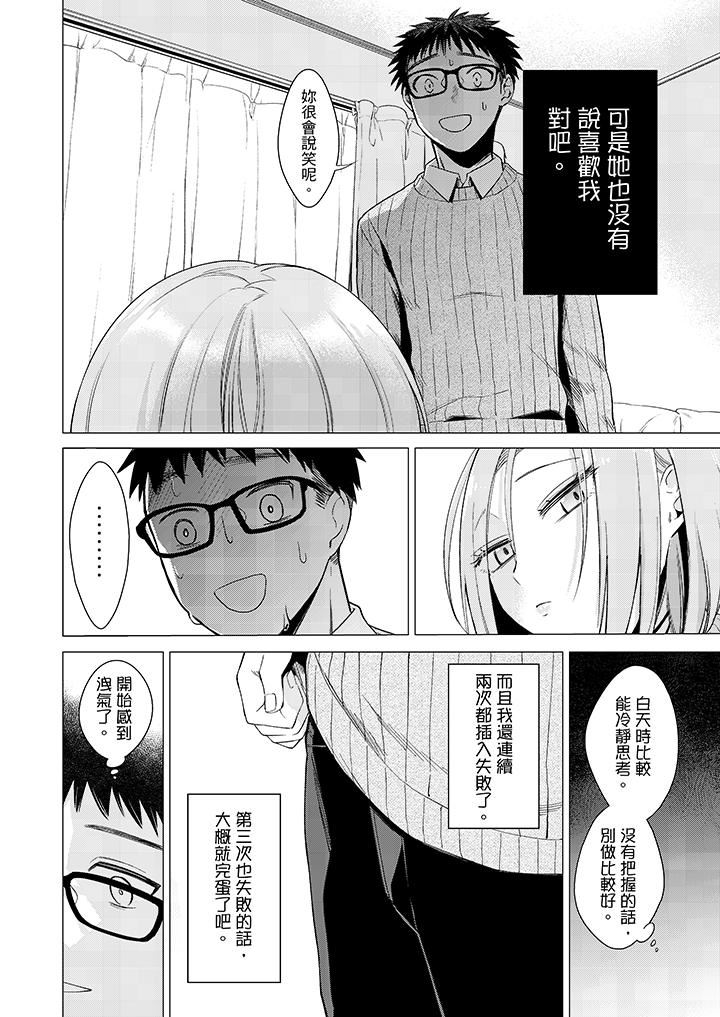 可是她也沒有
說喜歡我
對吧。
妳很會說笑呢。
………
白天時比較
能冷靜思考。
沒有把握的話，
別做比較好。
而且我還連續
兩次都插入失敗了。
第三次也失敗的話，
大概就完蛋了吧。
開始感到
洩氣了。